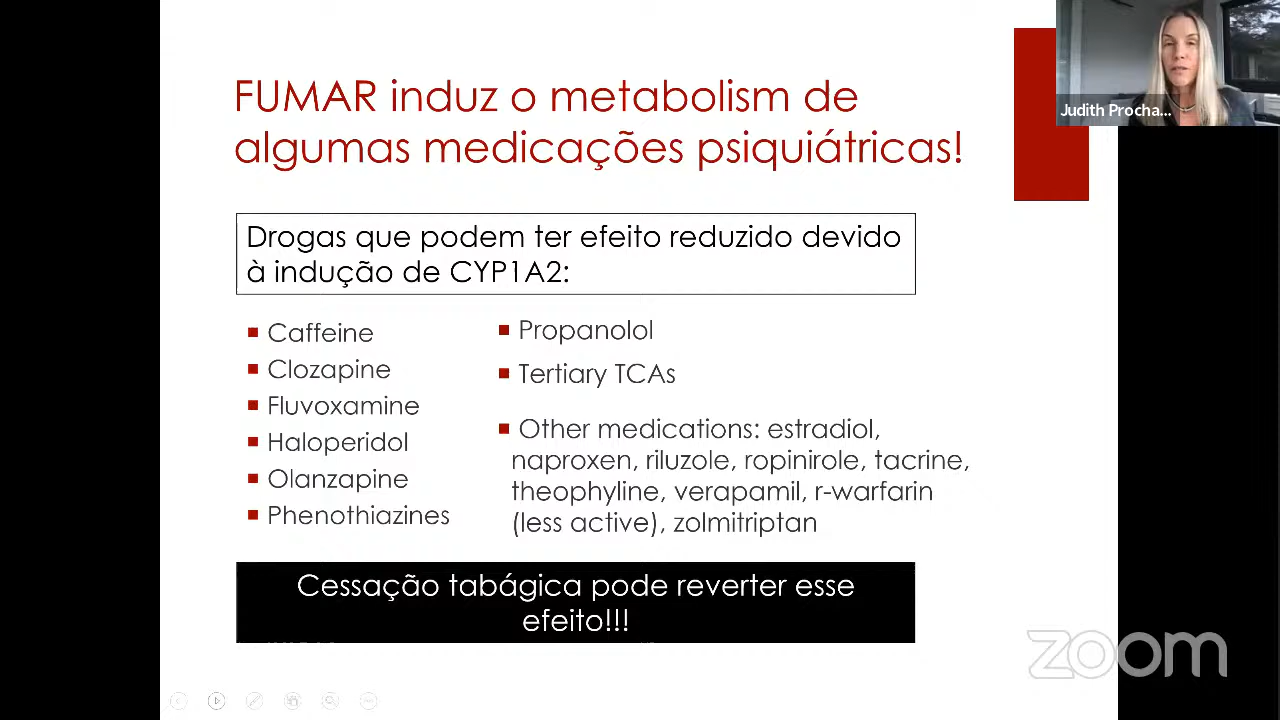 Judith Procha...
FUMAR induz o metabolism de
algumas medicações psiquiátricas!
Drogas que podem ter efeito reduzido devido
à indução de CYP1A2:
Caffeine
Clozapine
Fluvoxamine
Haloperidol
Olanzapine
Phenothiazines
Propanolol
Tertiary TCAs
Other medications: estradiol,
naproxen, riluzole, ropinirole, tacrine,
theophyline, verapamil, r-warfarin
(less active), zolmitriptan
Cessação tabágica pode reverter esse
efeito!!!
zoom